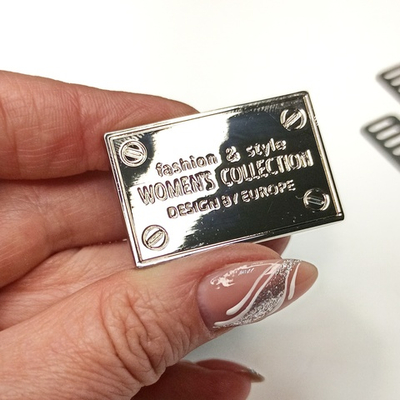 fashion & style
WOMEN'S COLLECTION
DESIGN BY EUROPE